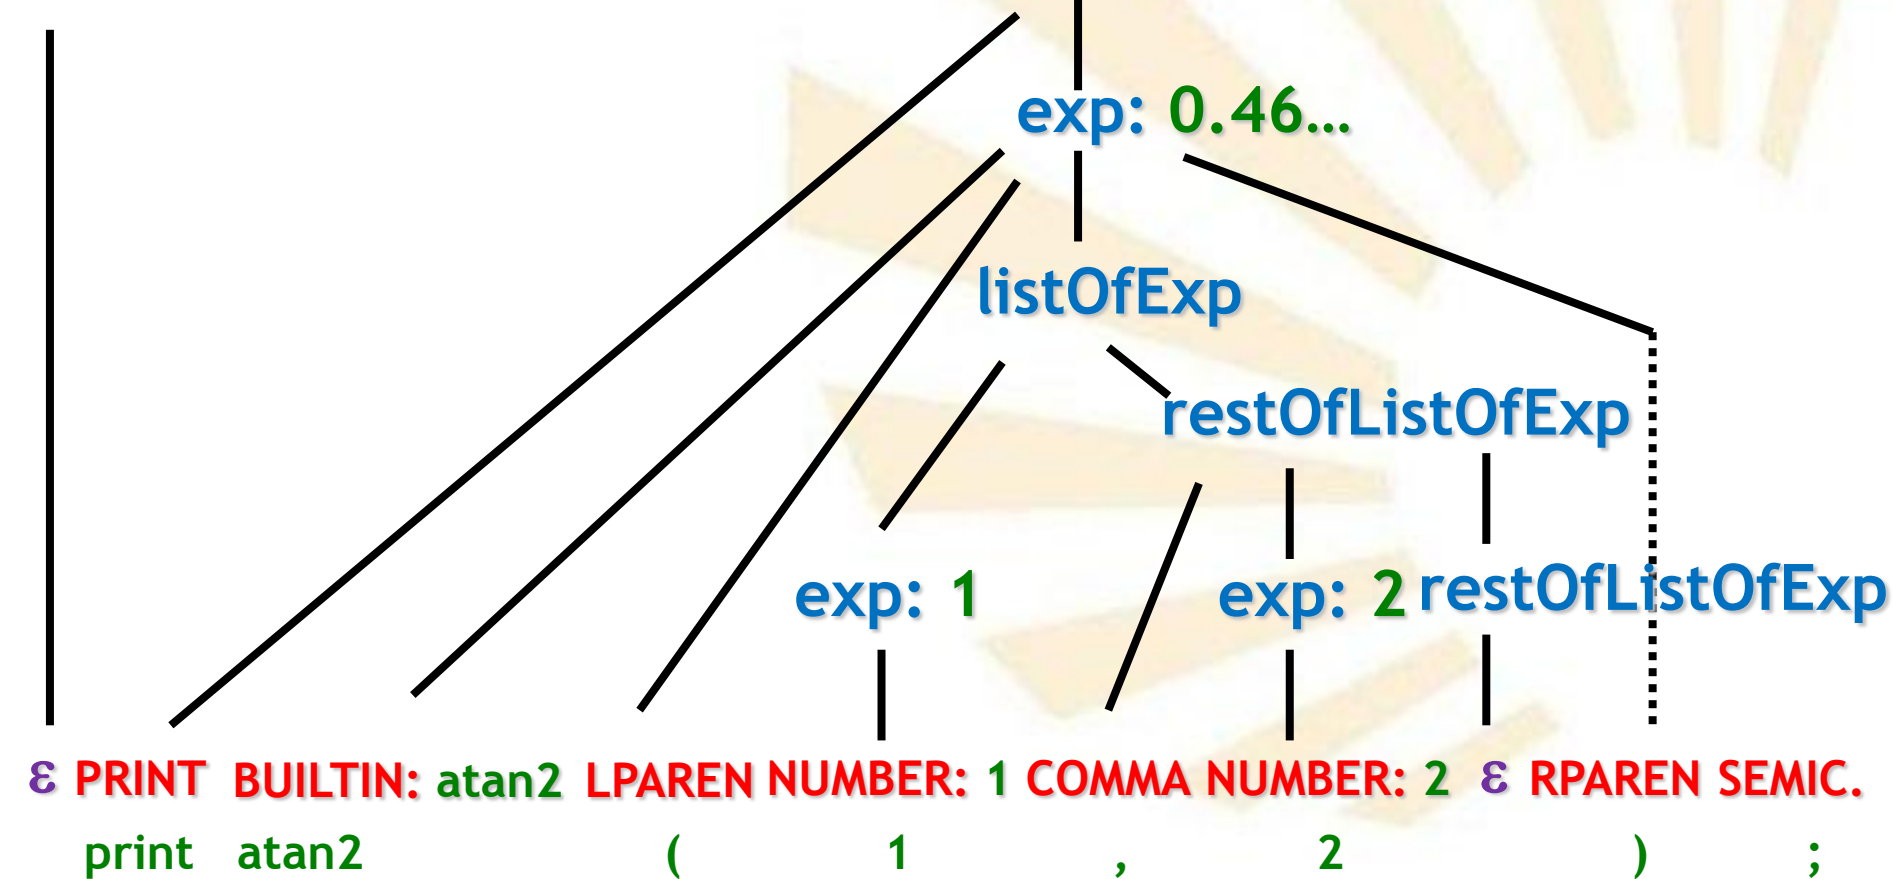 exp: 0.46…
listOfExp
restOfListOfExp
exp: 1 exp: 2 restOfListOfExp
ε PRINT BUILTIN: atan2 LPAREN NUMBER: 1 COMMA NUMBER: 2 ε RPAREN SEMIC.
print atan2 ( 1 , 2 ) ;